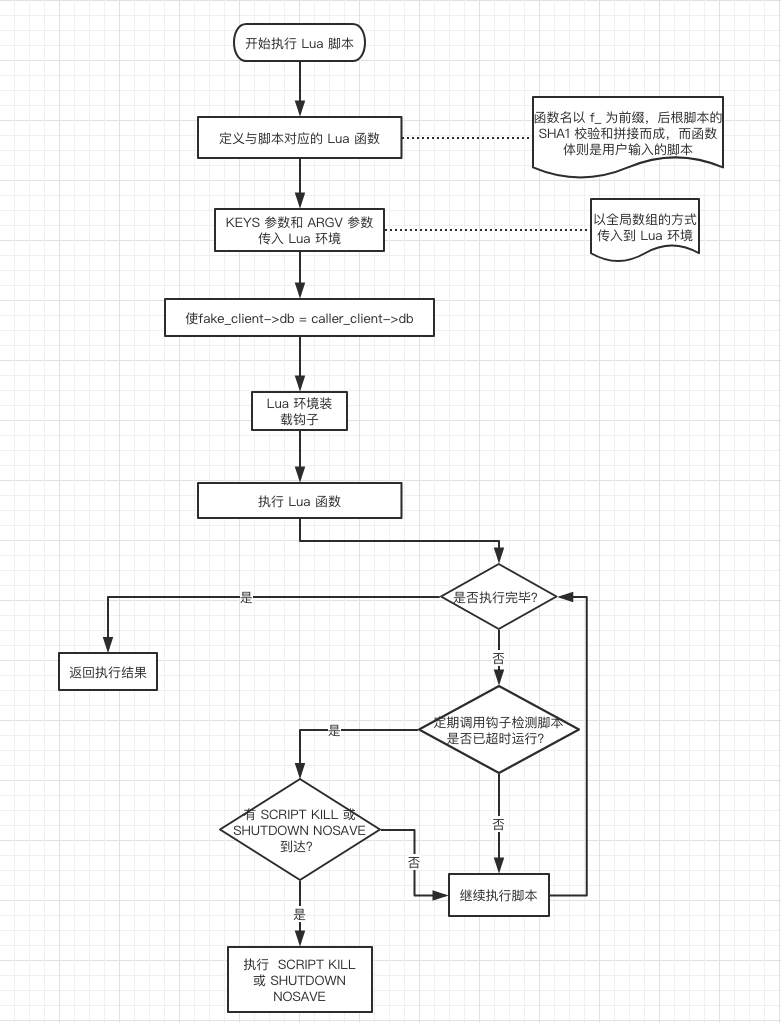 开始执行 Lua 脚本
定义与脚本对应的 Lua 函数
函数名以 f_ 为前缀，后根脚本的
SHA1 校验和拼接而成，而函数
体则是用户输入的脚本
KEYS 参数和 ARGV 参数
传入 Lua 环境
以全局数组的方式
传入到 Lua 环境
使fake_client->db = caller_client->db
Lua 环境装
载钩子
执行 Lua 函数
是否执行完毕?
是
返回执行结果
否
定期调用钩子检测脚本
是否已超时运行?
是
有 SCRIPT KILL 或
SHUTDOWN NOSAVE
到达?
否
否
继续执行脚本
是
执行  SCRIPT KILL
或 SHUTDOWN
NOSAVE